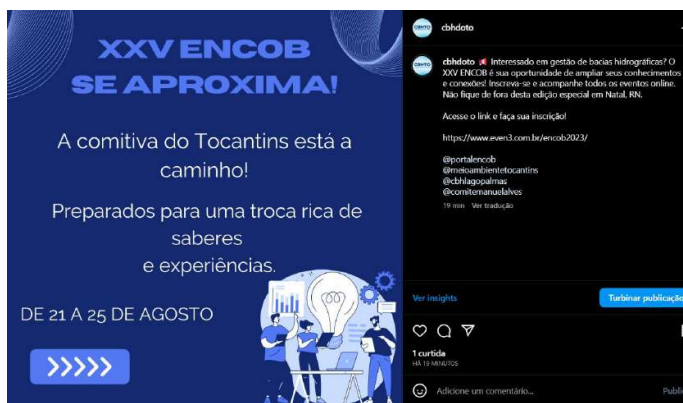 XXV ENCOB
SE APROXIMA!
A comitiva do Tocantins está a
caminho!
Preparados para uma troca rica de
saberes
e experiências.
DE 21 A 25 DE AGOSTO
cbhdoto
cbhdoto 📢 Interessado em gestão de bacias hidrográficas? O
XXV ENCOB é sua oportunidade de ampliar seus conhecimentos
e conexões! Inscreva-se e acompanhe todos os eventos online.
Não fique de fora desta edição especial em Natal, RN.
Acesse o link e faça sua inscrição!
https://www.even3.com.br/encob2023/
@portalencob
@meioambientetocantins
@cbhlagopalmas
@comitemanuelalves
19 min Ver tradução
Ver insights
Turbinar publicação
1 curtida
HÁ 19 MINUTOS
Adicione um comentário...